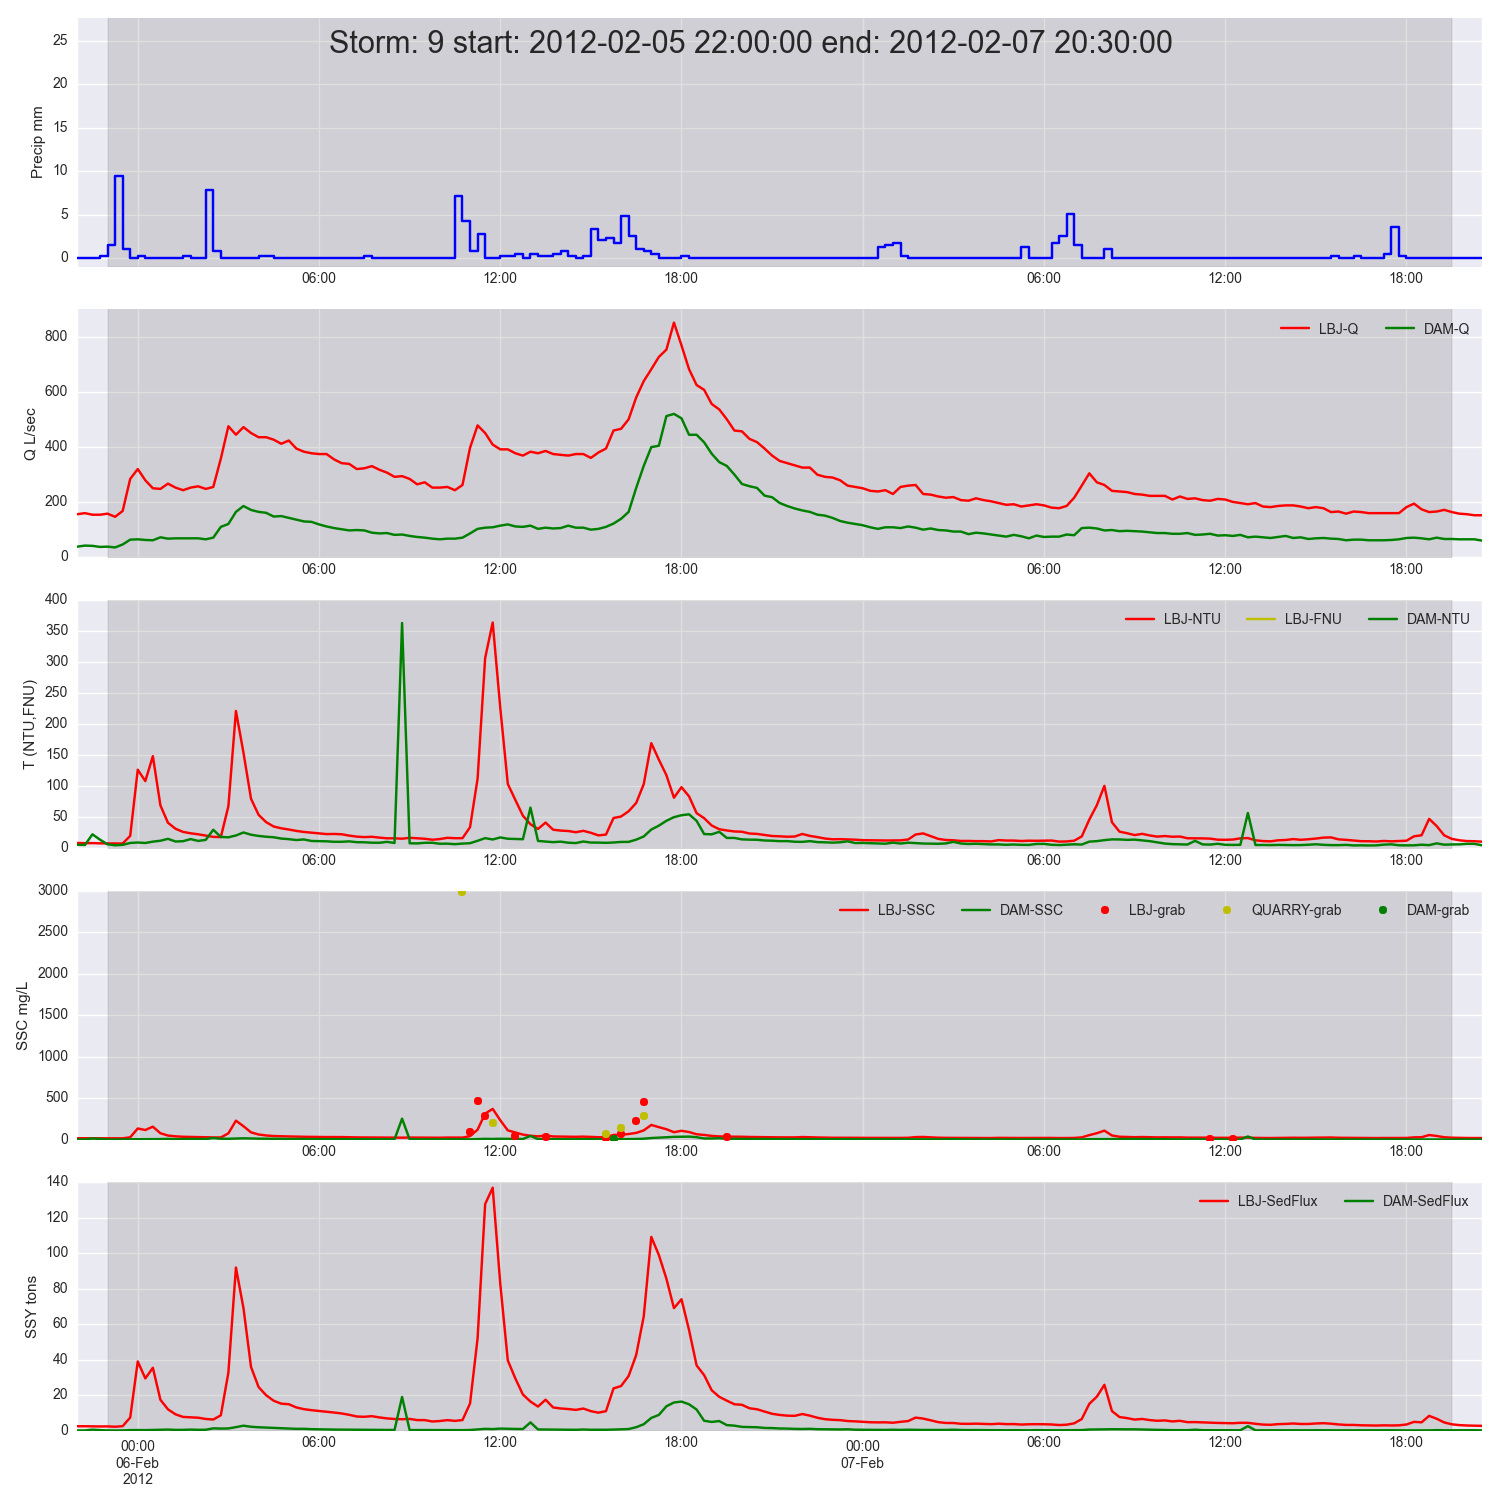 Storm: 9 start: 2012-02-05 22:00:00 end: 2012-02-07 20:30:00
Precip mm
25
20
15
10
5
0
06:00 12:00 18:00 06:00 12:00 18:00
LBJ-Q DAM-Q
Q L/sec
800
600
400
200
0
06:00 12:00 18:00 06:00 12:00 18:00
LBJ-NTU LBJ-FNU DAM-NTU
T (NTU,FNU)
400
350
300
250
200
150
100
50
0
06:00 12:00 18:00 06:00 12:00 18:00
LBJ-SSC DAM-SSC LBJ-grab QUARRY-grab DAM-grab
SSC mg/L
3000
2500
2000
1500
1000
500
0
06:00 12:00 18:00 06:00 12:00 18:00
LBJ-SedFlux DAM-SedFlux
SSY tons
140
120
100
80
60
40
20
0
00:00 06:00 12:00 18:00 00:00 06:00 12:00 18:00
06-Feb 07-Feb
2012